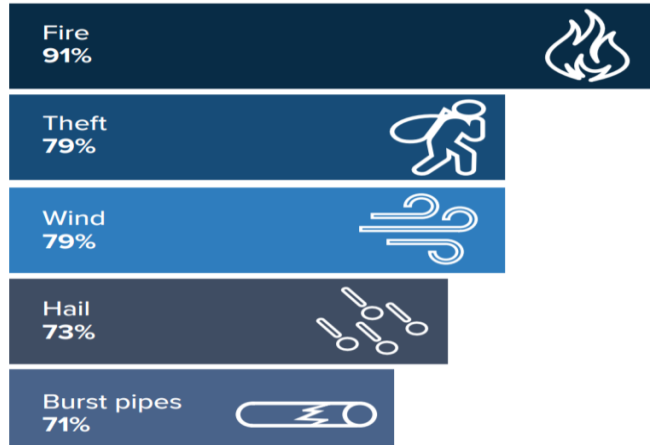 Fire
91%
Theft
79%
Wind
79%
Hail
73%
Burst pipes
71%